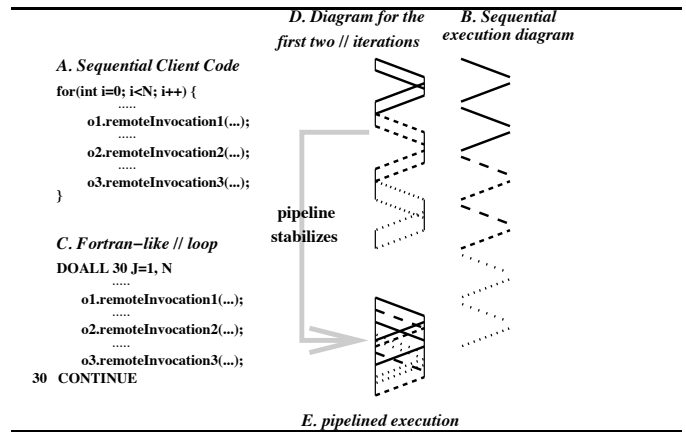 D. Diagram for the
first two // iterations
B. Sequential
execution diagram
A. Sequential Client Code
for(int i=0; i<N; i++) {
.....
o1.remoteInvocation1(...);
.....
o2.remoteInvocation2(...);
.....
o3.remoteInvocation3(...);
}
pipeline
stabilizes
C. Fortran−like // loop
DOALL 30 J=1, N
.....
o1.remoteInvocation1(...);
.....
o2.remoteInvocation2(...);
.....
o3.remoteInvocation3(...);
30 CONTINUE
E. pipelined execution